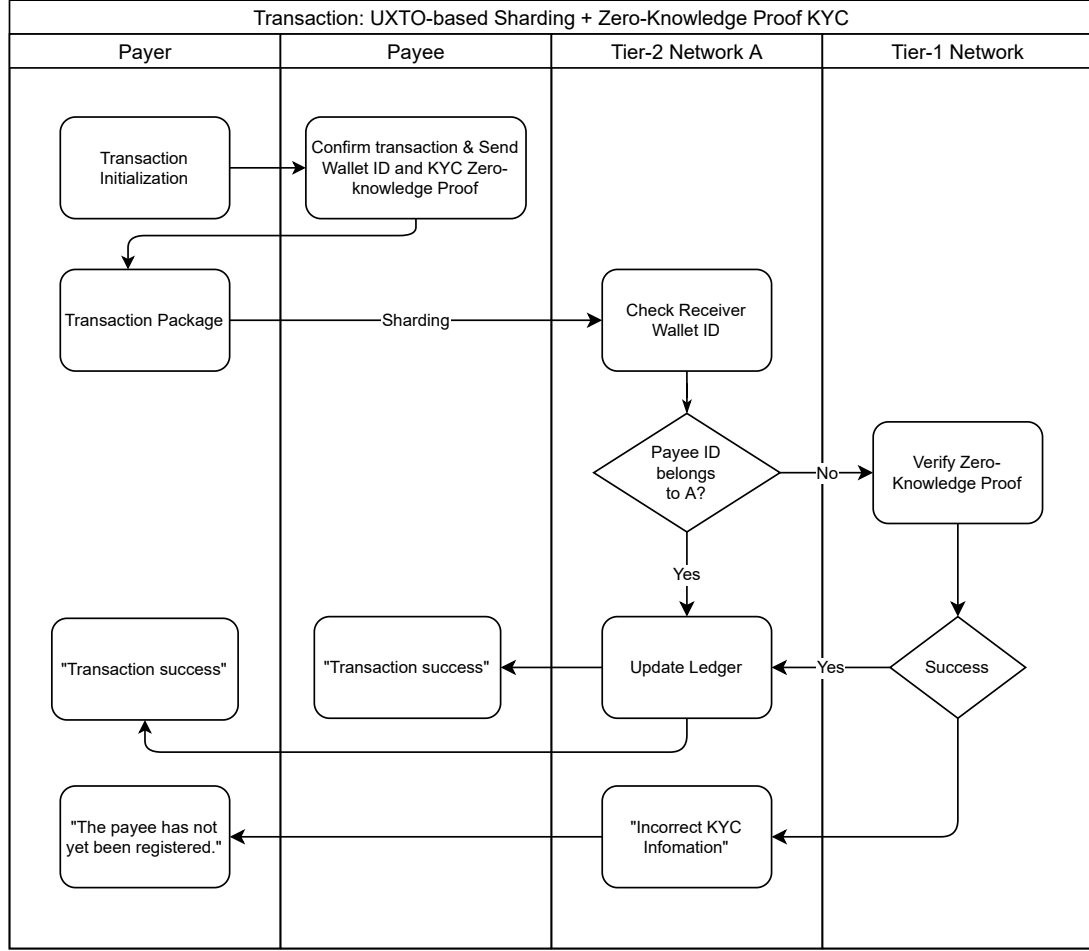 Transaction: UXTO-based Sharding + Zero-Knowledge Proof KYC
Payer
Payee
Tier-2 Network A
Tier-1 Network
Transaction
Initialization
Confirm transaction & Send
Wallet ID and KYC Zero-
knowledge Proof
Transaction Package
Sharding
Check Receiver
Wallet ID
Payee ID
belongs
to A?
No
Verify Zero-
Knowledge Proof
Yes
"Transaction success"
"Transaction success"
Update Ledger
Yes
Success
"The payee has not
yet been registered."
"Incorrect KYC
Infomation"